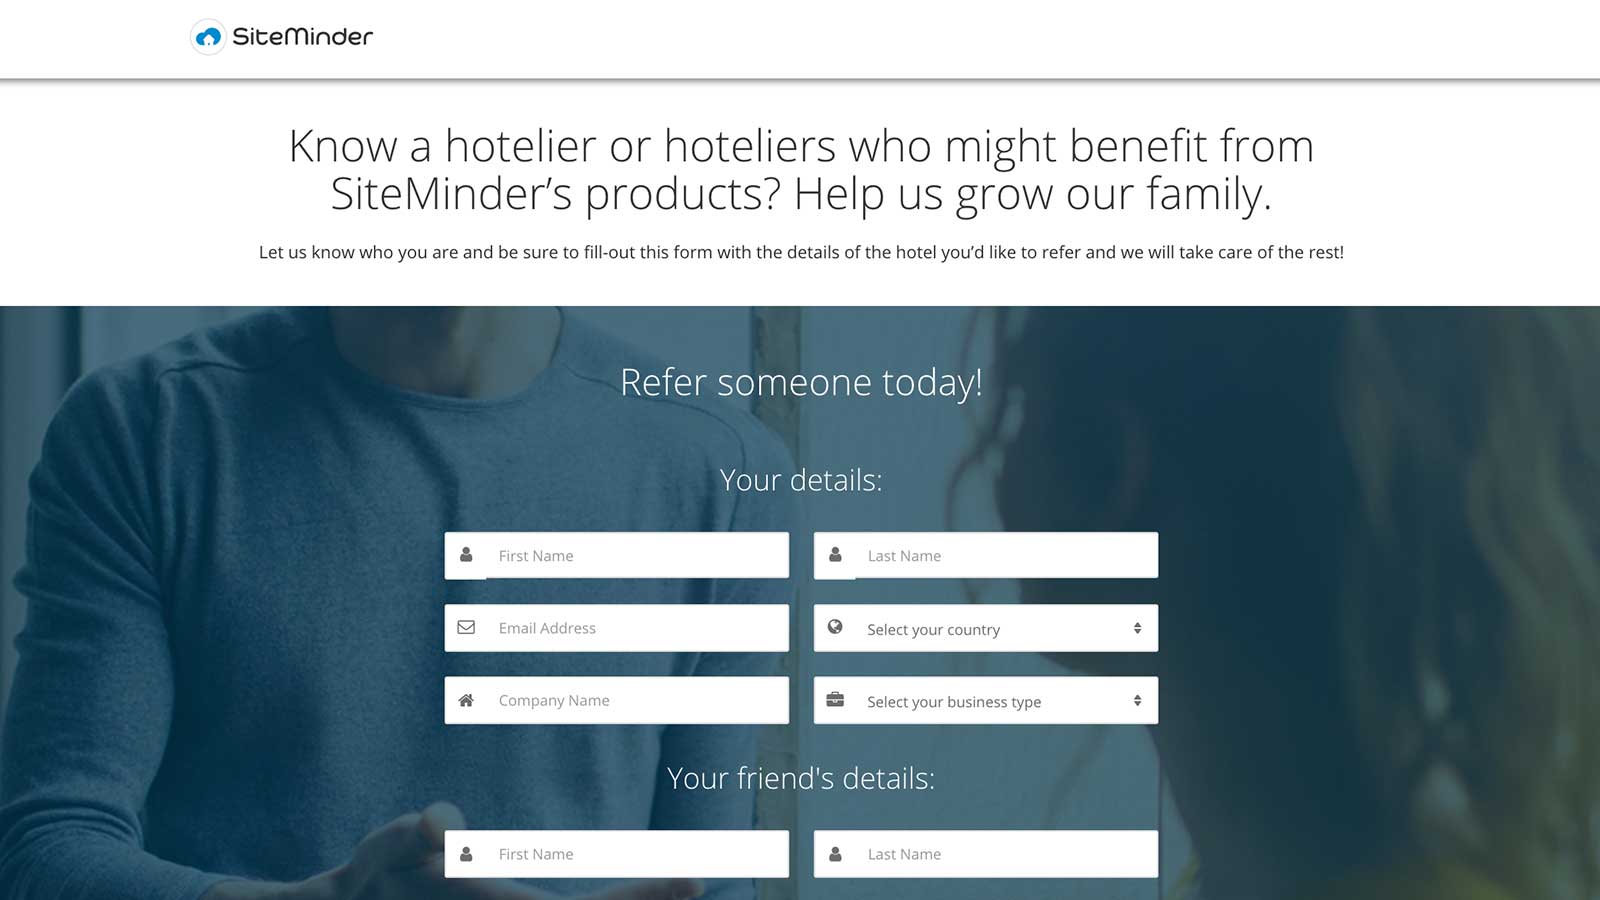 SiteMinder
Know a hotelier or hoteliers who might benefit from
SiteMinder’s products? Help us grow our family.
Let us know who you are and be sure to fill-out this form with the details of the hotel you’d like to refer and we will take care of the rest!
Refer someone today!
Your details:
First Name
Last Name
Email Address
Select your country
Company Name
Select your business type
Your friend's details:
First Name
Last Name